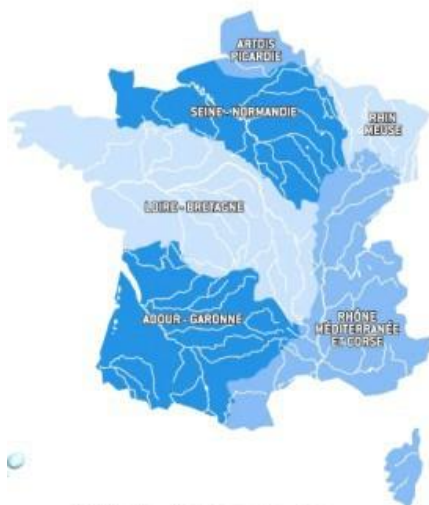 ARTOIS
PICARDIE
SEINE - NORMANDIE
RHIN
MEUSE
LOIRE - BRETAGNE
ADOUR - GARONNE
RHÔNE
MÉDITERRANÉE
ET CORSE